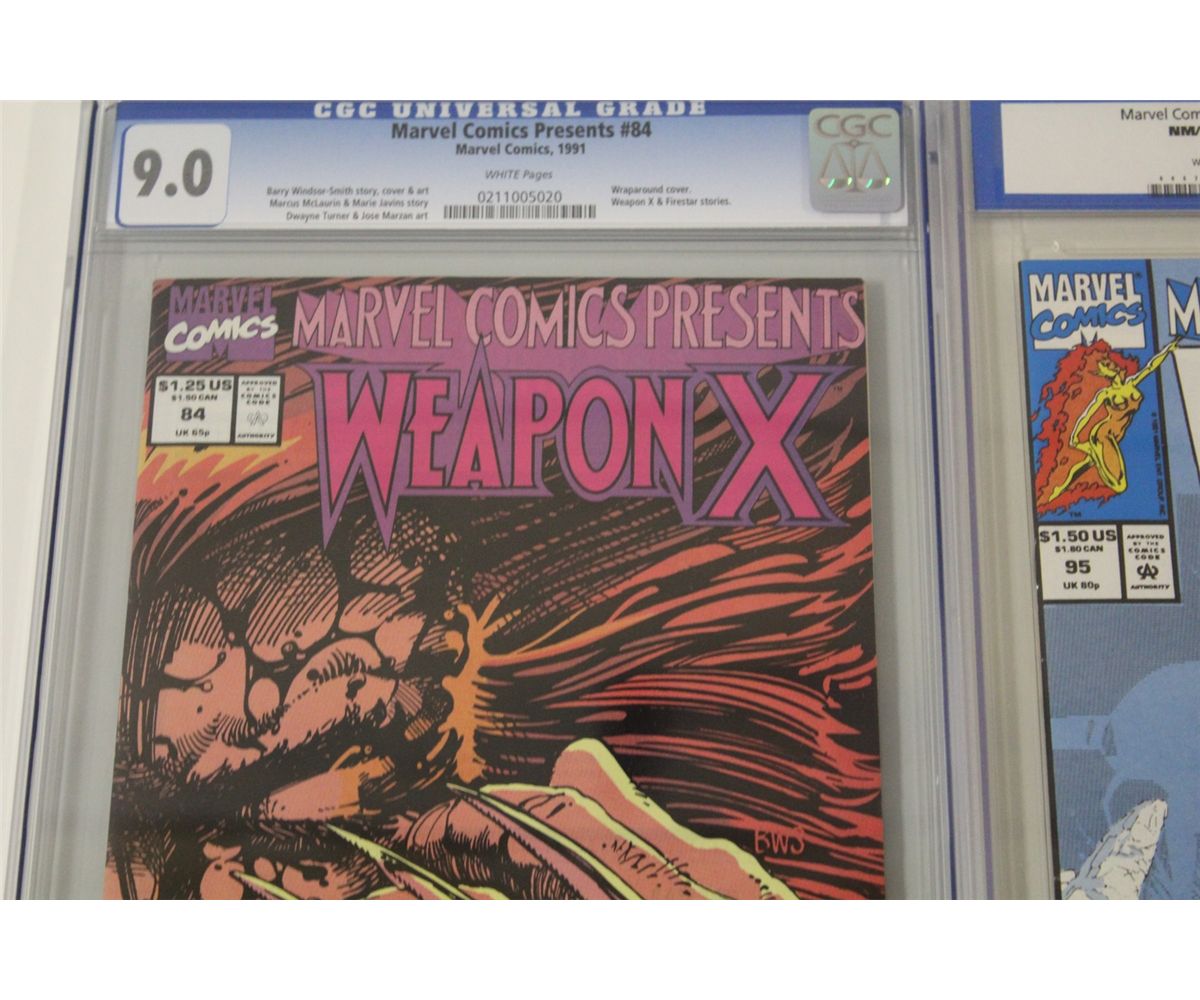 CGC UNIVERSAL GRADE
9.0
Marvel Comics Presents #84
Marvel Comics, 1991
WHITE Pages
Barry Windsor-Smith story, cover & art
Marcus McLaurin & Marie Javins story
Dwayne Turner & Jose Marzan art
0211005020
Wraparound cover.
Weapon X & Firestar stories.
CGC
MARVEL
COMICS
MARVEL COMICS PRESENTS
WEAPON X
TM
$1.25 US
$1.50 CAN
84
UK 65p
APPROVED
BY THE
COMICS
CODE
AUTHORITY
BWS
Marvel Com
NM/
W
MARVEL
COMICS
M
TM
$1.50 US
$1.80 CAN
95
UK 80p
APPROVED
BY THE
COMICS
CODE
AUTHORITY